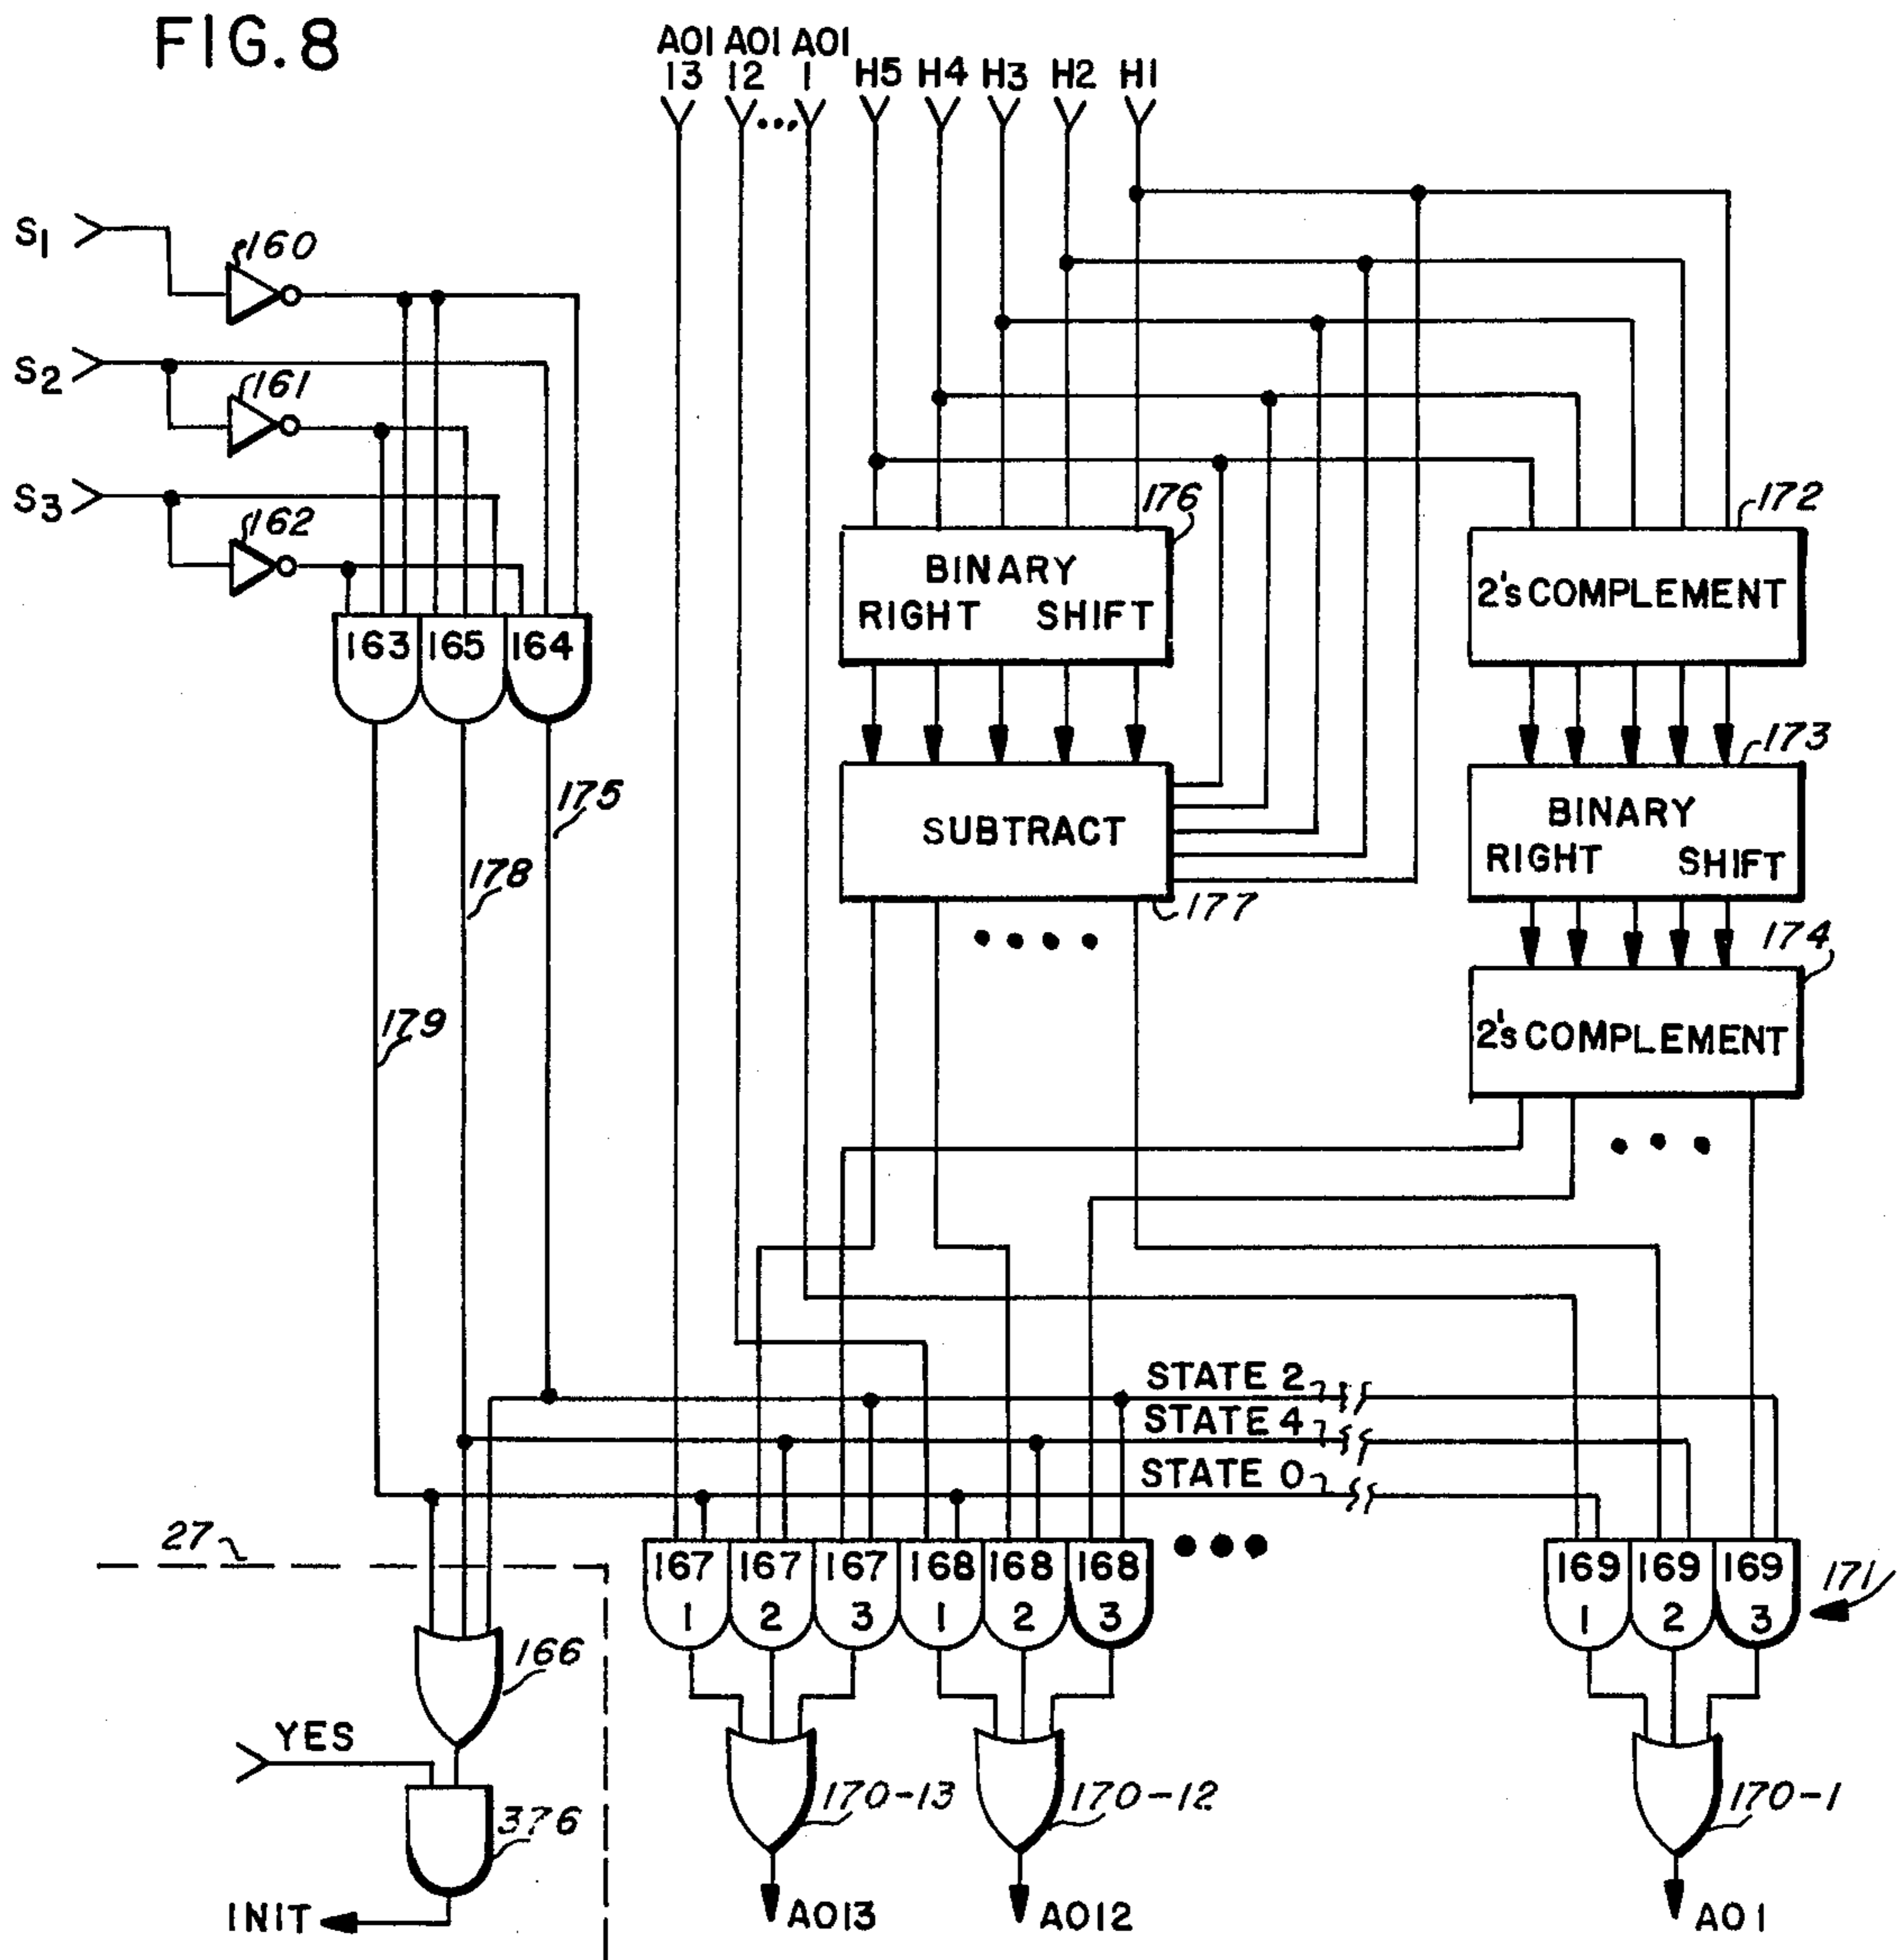 FIG. 8
AO1 AO1 AO1
13 12 1 H5 H4 H3 H2 H1
S1
160
S2
161
S3
162
176
172
BINARY
RIGHT SHIFT
2's COMPLEMENT
163 165 164
173
175
SUBTRACT
BINARY
RIGHT SHIFT
178
177
174
179
2's COMPLEMENT
STATE 2
STATE 4
STATE 0
27
167 167 167 168 168 168 169 169 169
1 2 3 1 2 3 1 2 3
171
166
YES
170-13 170-12 170-1
376
INIT
AO13 AO12 AO1